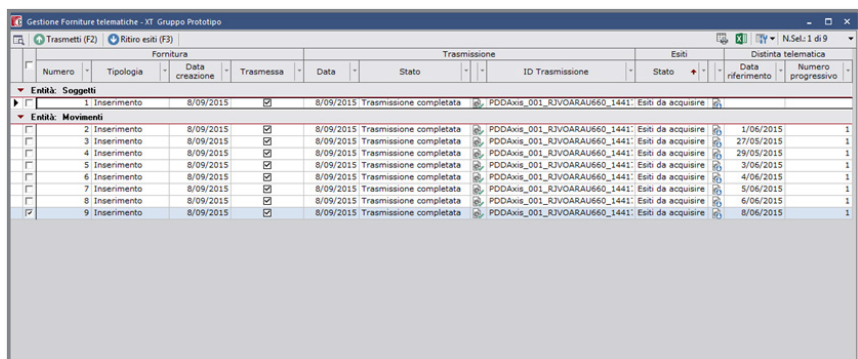 Gestione Forniture telematiche - XT Gruppo Prototipo
Trasmetti (F2) Ritiro esiti (F3) N.Sel.: 1 di 9
Fornitura Trasmissione Esiti Distinta telematica
Numero Tipologia Data creazione Trasmessa Data Stato ID Trasmissione Stato Data riferimento Numero progressivo
Entità: Soggetti
1 Inserimento 8/09/2015 8/09/2015 Trasmissione completata PDDAxis_001_RJVOARAU660_1441 Esiti da acquisire
Entità: Movimenti
2 Inserimento 8/09/2015 8/09/2015 Trasmissione completata PDDAxis_001_RJVOARAU660_1441 Esiti da acquisire 1/06/2015 1
3 Inserimento 8/09/2015 8/09/2015 Trasmissione completata PDDAxis_001_RJVOARAU660_1441 Esiti da acquisire 27/05/2015 1
4 Inserimento 8/09/2015 8/09/2015 Trasmissione completata PDDAxis_001_RJVOARAU660_1441 Esiti da acquisire 29/05/2015 1
5 Inserimento 8/09/2015 8/09/2015 Trasmissione completata PDDAxis_001_RJVOARAU660_1441 Esiti da acquisire 3/06/2015 1
6 Inserimento 8/09/2015 8/09/2015 Trasmissione completata PDDAxis_001_RJVOARAU660_1441 Esiti da acquisire 4/06/2015 1
7 Inserimento 8/09/2015 8/09/2015 Trasmissione completata PDDAxis_001_RJVOARAU660_1441 Esiti da acquisire 5/06/2015 1
8 Inserimento 8/09/2015 8/09/2015 Trasmissione completata PDDAxis_001_RJVOARAU660_1441 Esiti da acquisire 6/06/2015 1
9 Inserimento 8/09/2015 8/09/2015 Trasmissione completata PDDAxis_001_RJVOARAU660_1441 Esiti da acquisire 8/06/2015 1